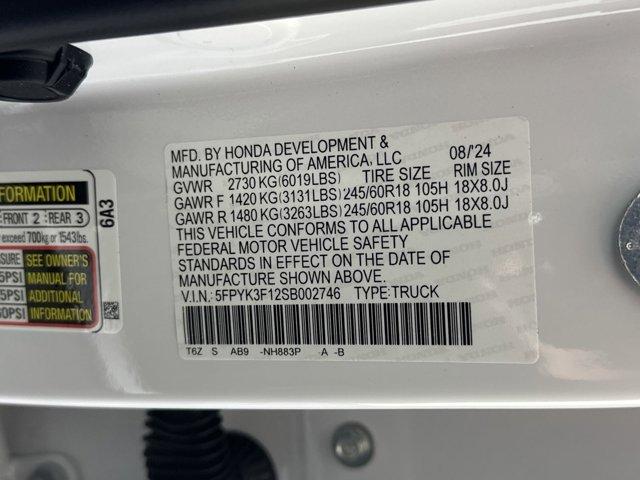 MFD. BY HONDA DEVELOPMENT &
MANUFACTURING OF AMERICA, LLC 08/'24
GVWR 2730 KG(6019LBS) TIRE SIZE RIM SIZE
GAWR F 1420 KG(3131LBS) 245/60R18 105H 18X8.0J
GAWR R 1480 KG(3263LBS) 245/60R18 105H 18X8.0J
THIS VEHICLE CONFORMS TO ALL APPLICABLE
FEDERAL MOTOR VEHICLE SAFETY
STANDARDS IN EFFECT ON THE DATE OF
MANUFACTURE SHOWN ABOVE.
V.I.N.: 5FPYK3F12SB002746 TYPE:TRUCK
T6Z S AB9 -NH883P A -B
FORMATION
FRONT 2 REAR 3
exceed 700kg or 1543lbs.
SURE SEE OWNER'S
5PSI MANUAL FOR
5PSI ADDITIONAL
60PSI INFORMATION
6A3